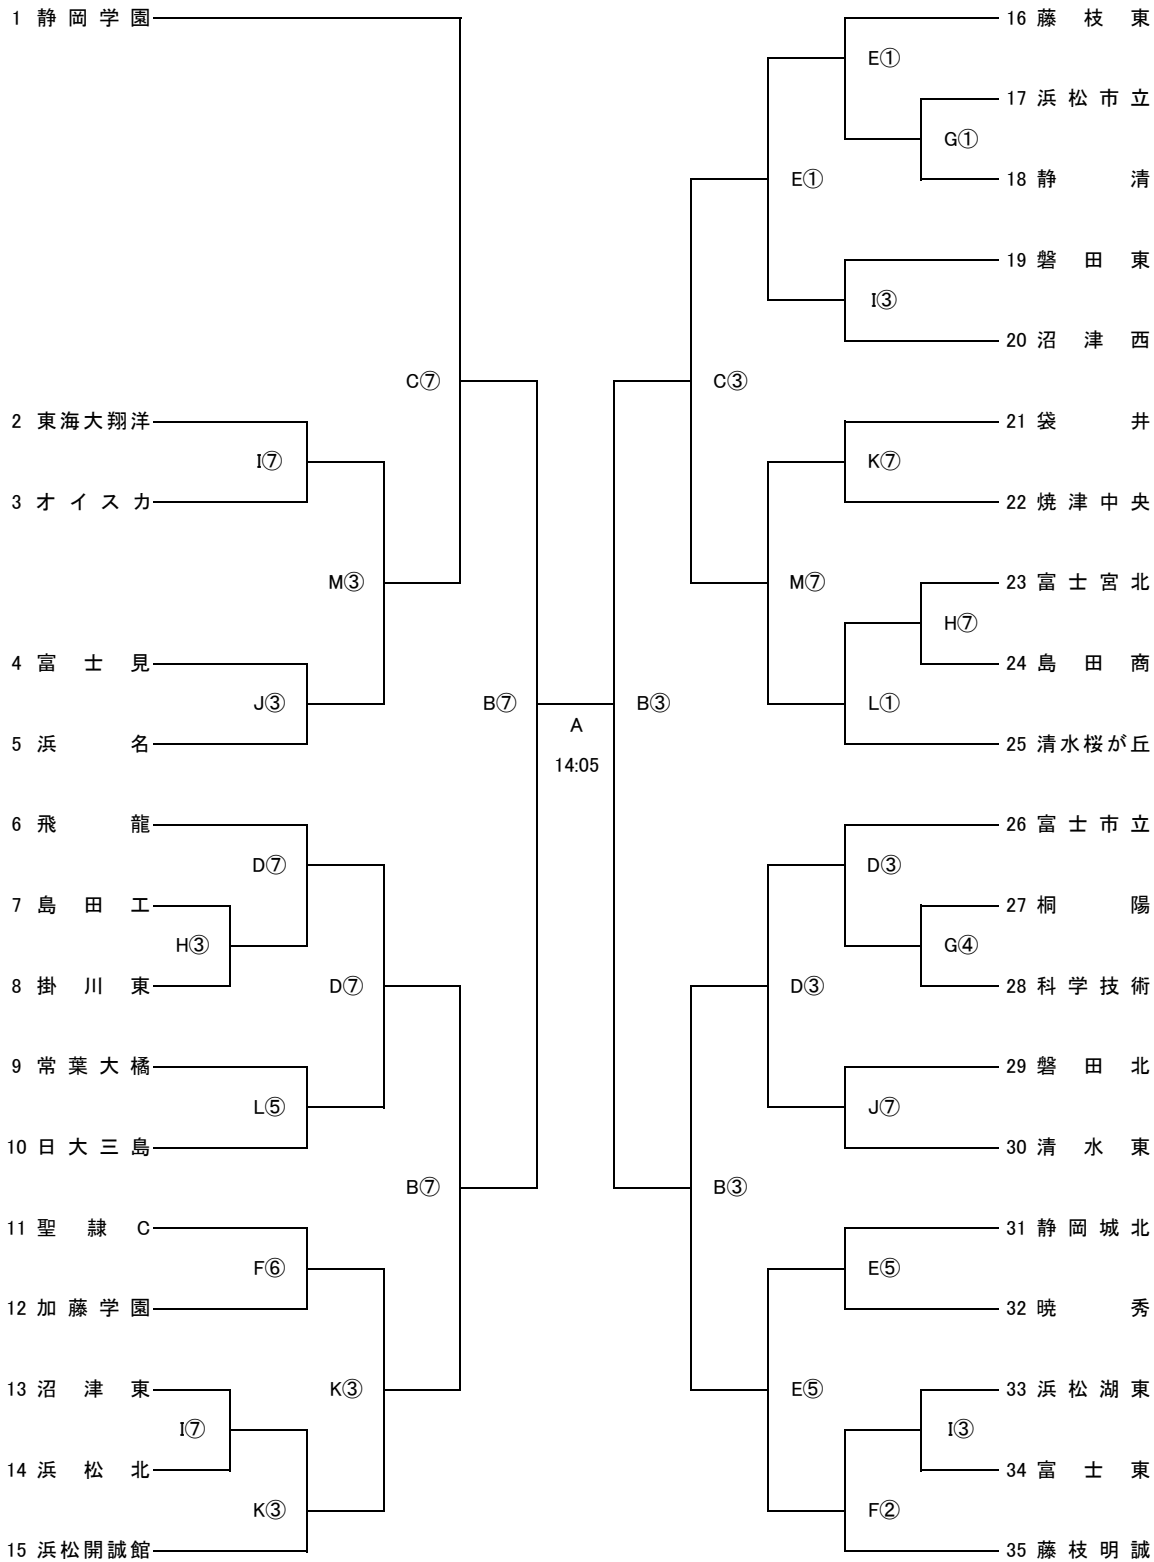 1 静岡学園
16 藤枝東
E①
17 浜松市立
G①
E①
18 静清
19 磐田東
I③
20 沼津西
C⑦
C③
2 東海大翔洋
21 袋井
I⑦
K⑦
3 オイスカ
22 焼津中央
M③
M⑦
23 富士宮北
H⑦
4 富士見
24 島田商
J③
B⑦
B③
L①
A
5 浜名
25 清水桜が丘
14:05
6 飛龍
26 富士市立
D⑦
D③
7 島田工
27 桐陽
H③
G④
8 掛川東
D⑦
D③
28 科学技術
9 常葉大橘
29 磐田北
L⑤
J⑦
10 日大三島
30 清水東
B⑦
B③
11 聖隷C
31 静岡城北
F⑥
E⑤
12 加藤学園
32 暁秀
13 沼津東
K③
E⑤
33 浜松湖東
I⑦
I③
14 浜松北
34 富士東
K③
F②
15 浜松開誠館
35 藤枝明誠